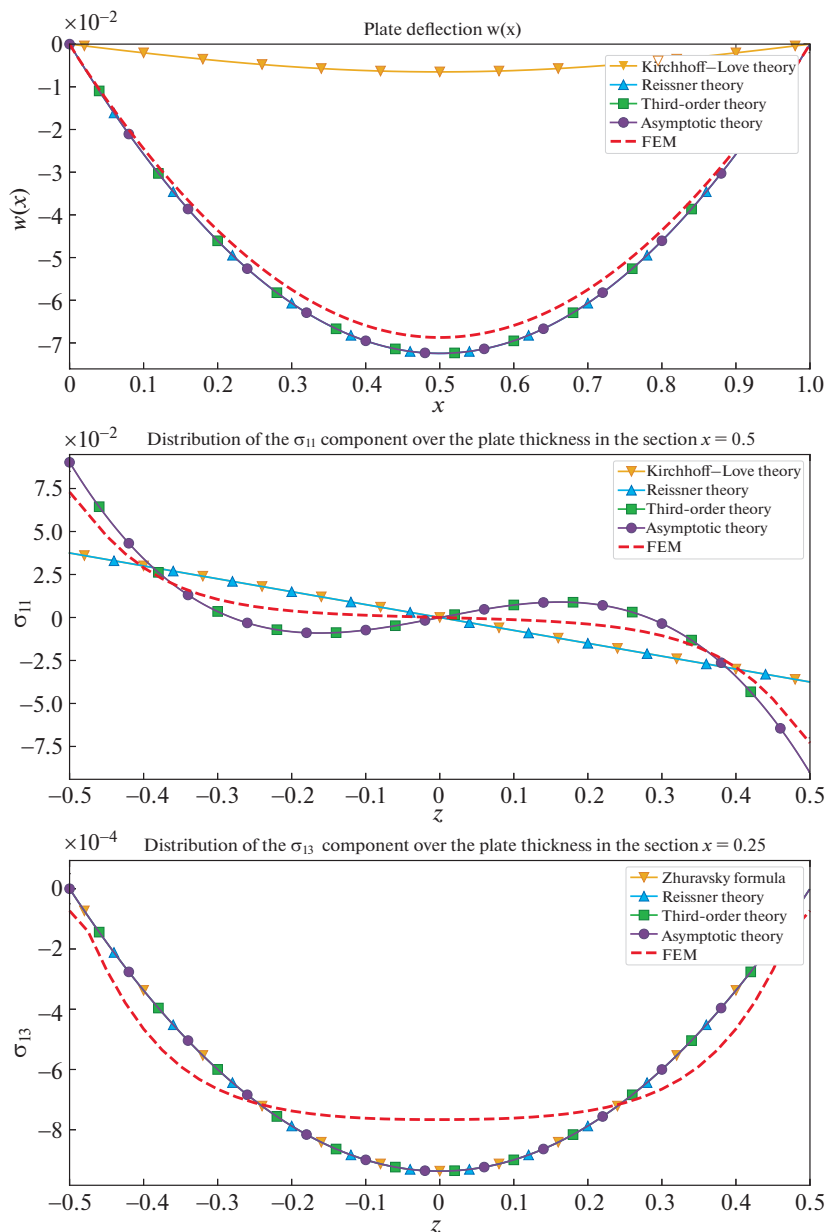 ×10⁻²
Plate deflection w(x)
0
−1
−2
−3
−4
−5
−6
−7
w(x)
Kirchhoff−Love theory
Reissner theory
Third-order theory
Asymptotic theory
FEM
0 0.1 0.2 0.3 0.4 0.5 0.6 0.7 0.8 0.9 1.0
x
×10⁻²
Distribution of the σ₁₁ component over the plate thickness in the section x = 0.5
7.5
5.0
2.5
0
−2.5
−5.0
−7.5
σ₁₁
Kirchhoff−Love theory
Reissner theory
Third-order theory
Asymptotic theory
FEM
−0.5 −0.4 −0.3 −0.2 −0.1 0 0.1 0.2 0.3 0.4 0.5
z
×10⁻⁴
Distribution of the σ₁₃ component over the plate thickness in the section x = 0.25
0
−2
−4
−6
−8
σ₁₃
Zhuravsky formula
Reissner theory
Third-order theory
Asymptotic theory
FEM
−0.5 −0.4 −0.3 −0.2 −0.1 0 0.1 0.2 0.3 0.4 0.5
z